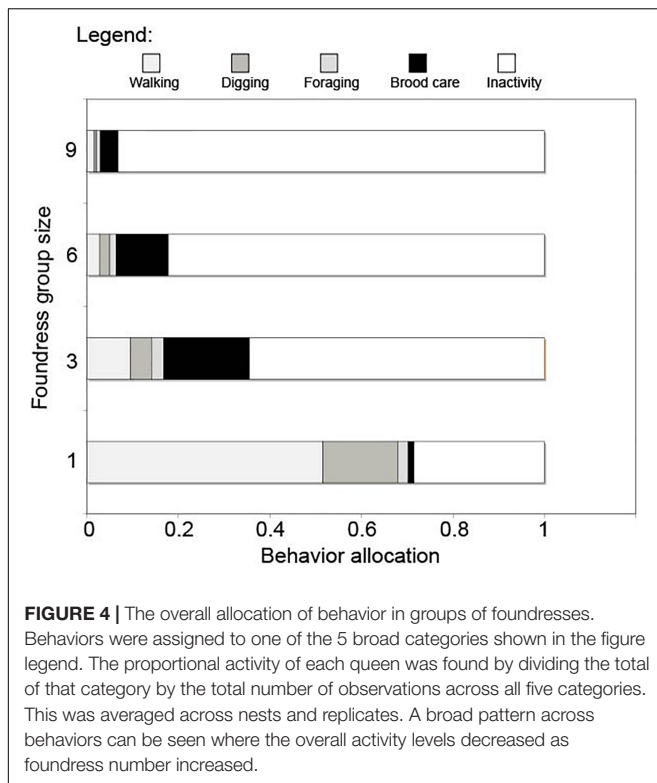 Legend:
Walking Digging Foraging Brood care Inactivity
Foundress group size
9
6
3
1
0 0.2 0.4 0.6 0.8 1
Behavior allocation
FIGURE 4 | The overall allocation of behavior in groups of foundresses.
Behaviors were assigned to one of the 5 broad categories shown in the figure
legend. The proportional activity of each queen was found by dividing the total
of that category by the total number of observations across all five categories.
This was averaged across nests and replicates. A broad pattern across
behaviors can be seen where the overall activity levels decreased as
foundress number increased.